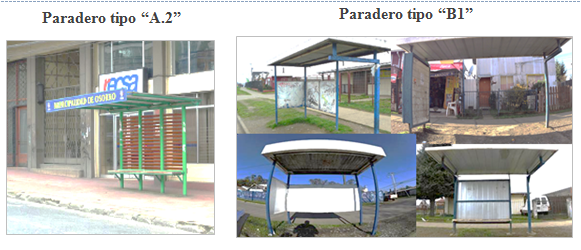 Paradero tipo “A.2”
Paradero tipo “B1”
MUNICIPALIDAD DE OSORNO